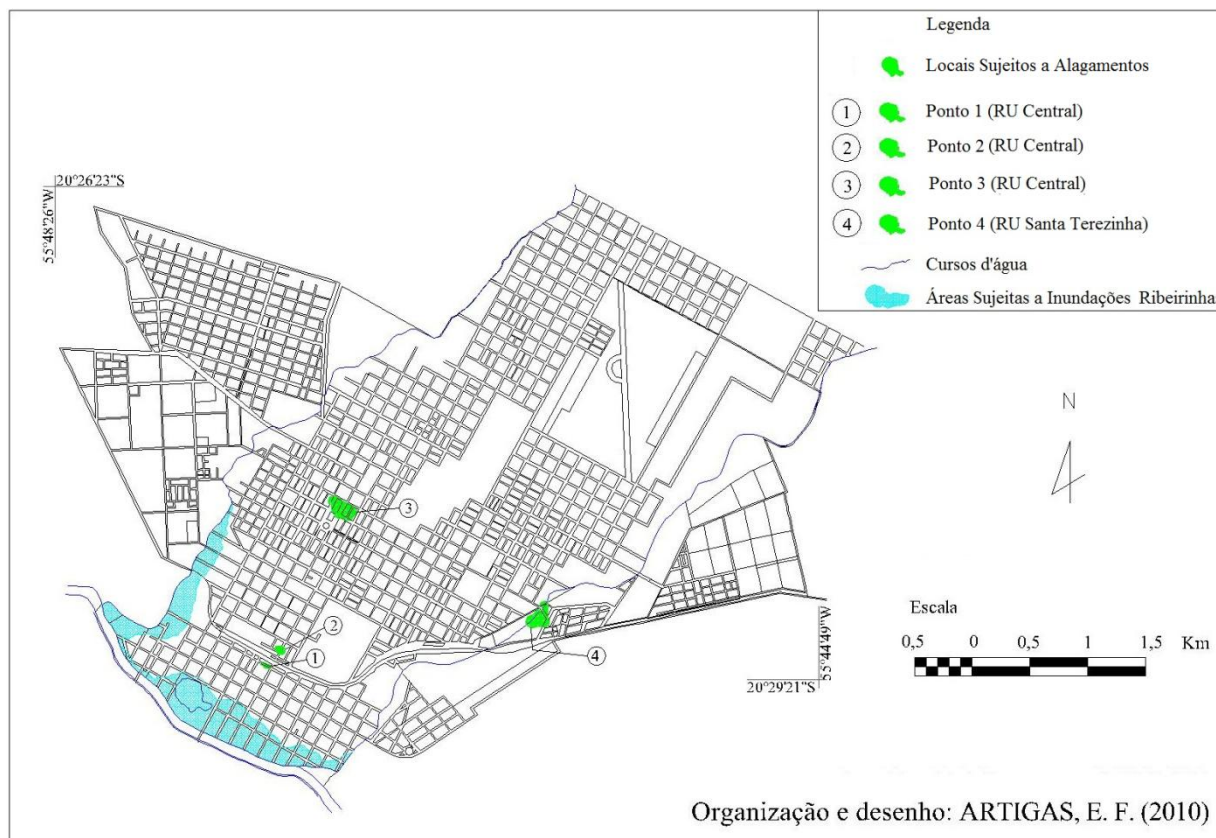 Legenda
Locais Sujeitos a Alagamentos
1 Ponto 1 (RU Central)
2 Ponto 2 (RU Central)
3 Ponto 3 (RU Central)
4 Ponto 4 (RU Santa Terezinha)
Cursos d'água
Áreas Sujeitas a Inundações Ribeirinhas
20°26'23"S
55°48'26"W
N
3
Escala
0,5 0 0,5 1 1,5 Km
2
1
4
55°44'49"W
20°29'21"S
Organização e desenho: ARTIGAS, E. F. (2010)